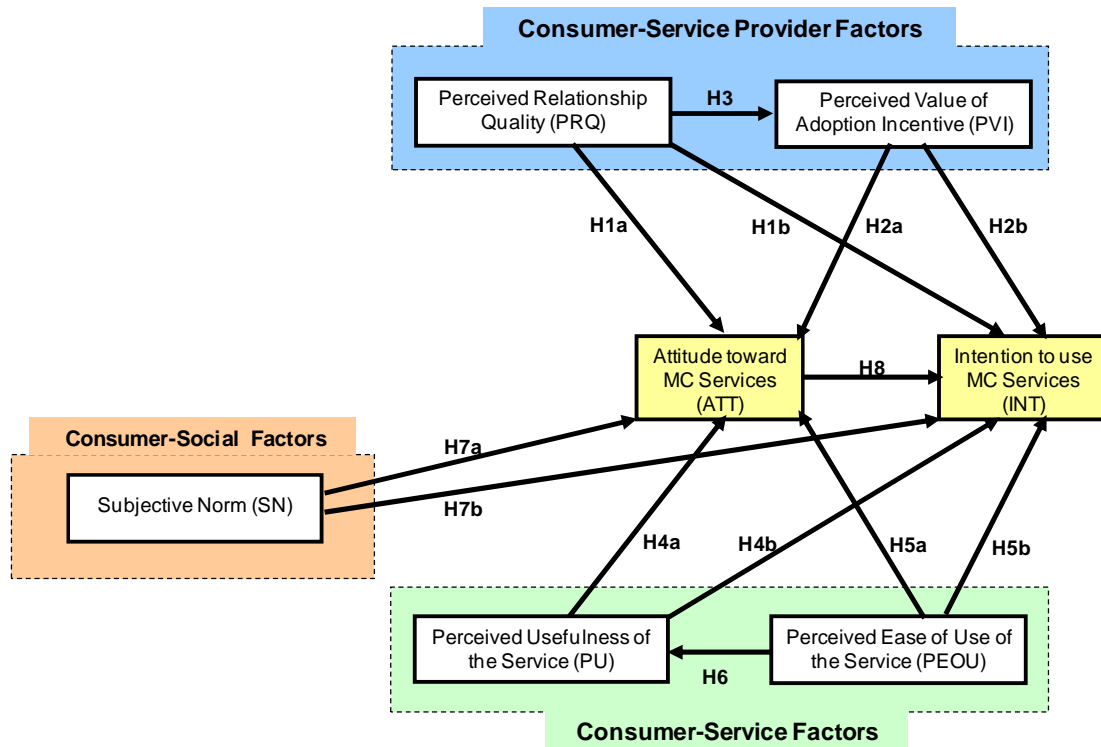 Consumer-Service Provider Factors
Perceived Relationship
Quality (PRQ)
H3
Perceived Value of
Adoption Incentive (PVI)
H1a
H1b
H2a
H2b
Attitude toward
MC Services
(ATT)
H8
Intention to use
MC Services
(INT)
Consumer-Social Factors
Subjective Norm (SN)
H7a
H7b
H4a
H4b
H5a
H5b
Perceived Usefulness of
the Service (PU)
H6
Perceived Ease of Use of
the Service (PEOU)
Consumer-Service Factors